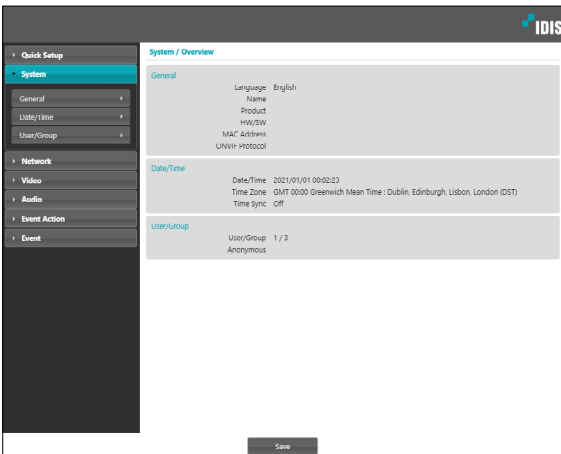 IDIS
Quick Setup
System
General
Date/Time
User/Group
Network
Video
Audio
Event Action
Event
System / Overview
General
Language English
Name
Product
HW/SW
MAC Address
ONVIF Protocol
Date/Time
Date/Time 2021/01/01 00:02:23
Time Zone GMT 00:00 Greenwich Mean Time : Dublin, Edinburgh, Lisbon, London (DST)
Time Sync Off
User/Group
User/Group 1 / 3
Anonymous
Save